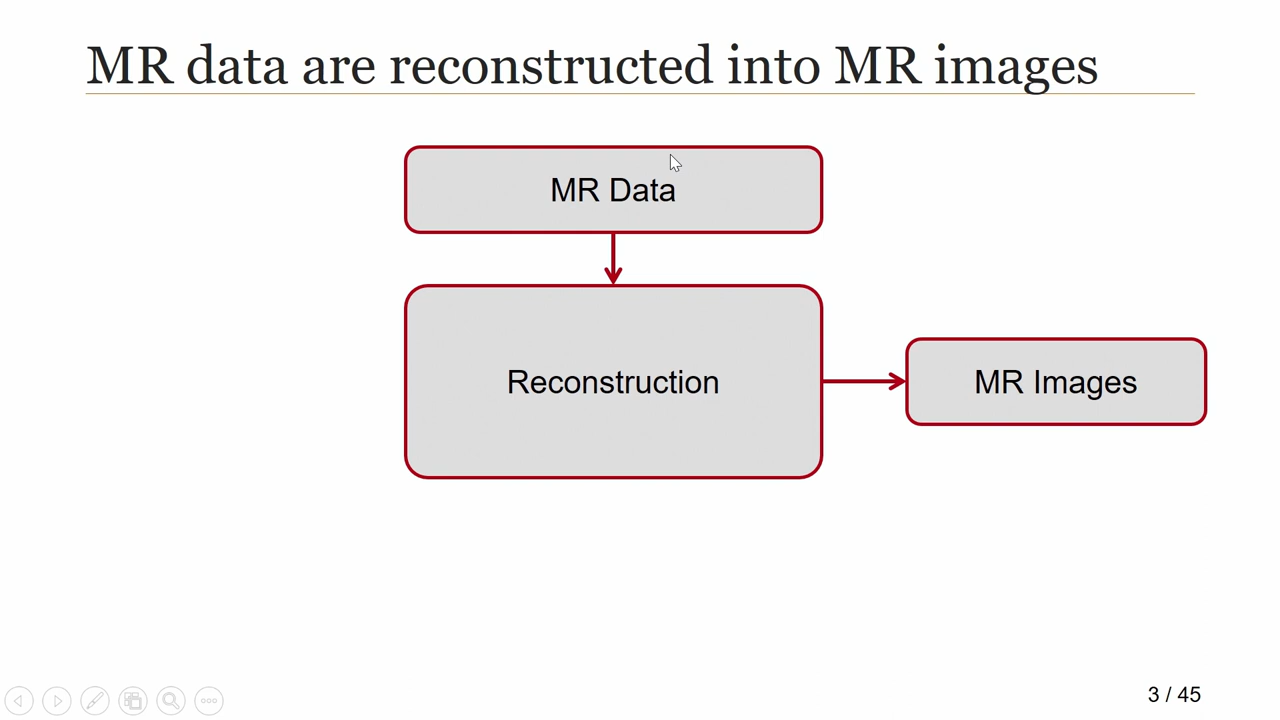 MR data are reconstructed into MR images
MR Data
Reconstruction
MR Images
3 / 45